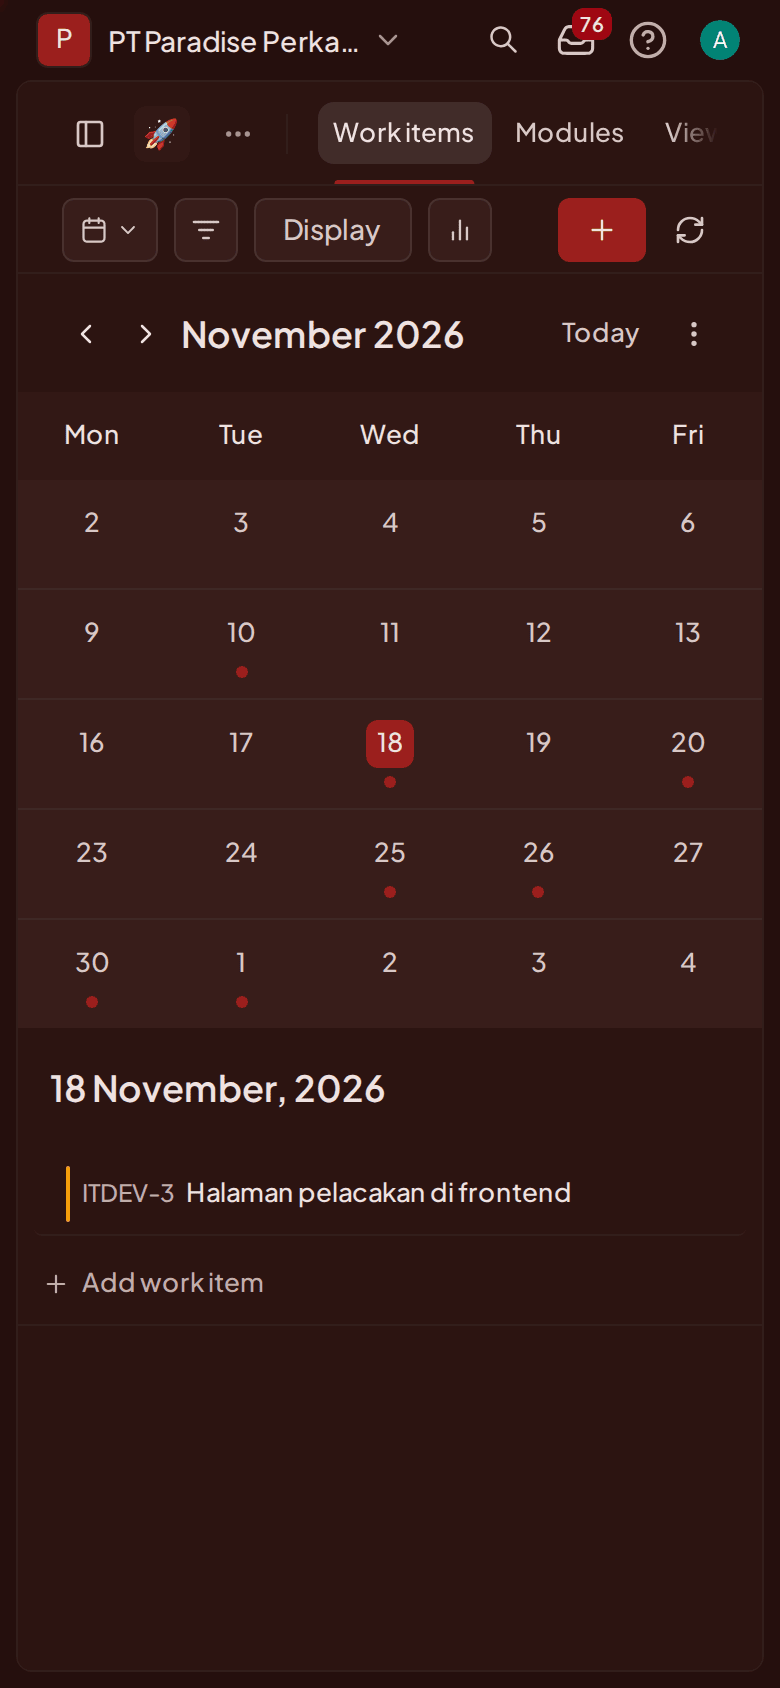 P PT Paradise Perka... 76 A
Work items Modules View
Display
November 2026 Today
Mon Tue Wed Thu Fri
2 3 4 5 6
9 10 11 12 13
16 17 18 19 20
23 24 25 26 27
30 1 2 3 4
18 November, 2026
ITDEV-3 Halaman pelacakan di frontend
Add work item